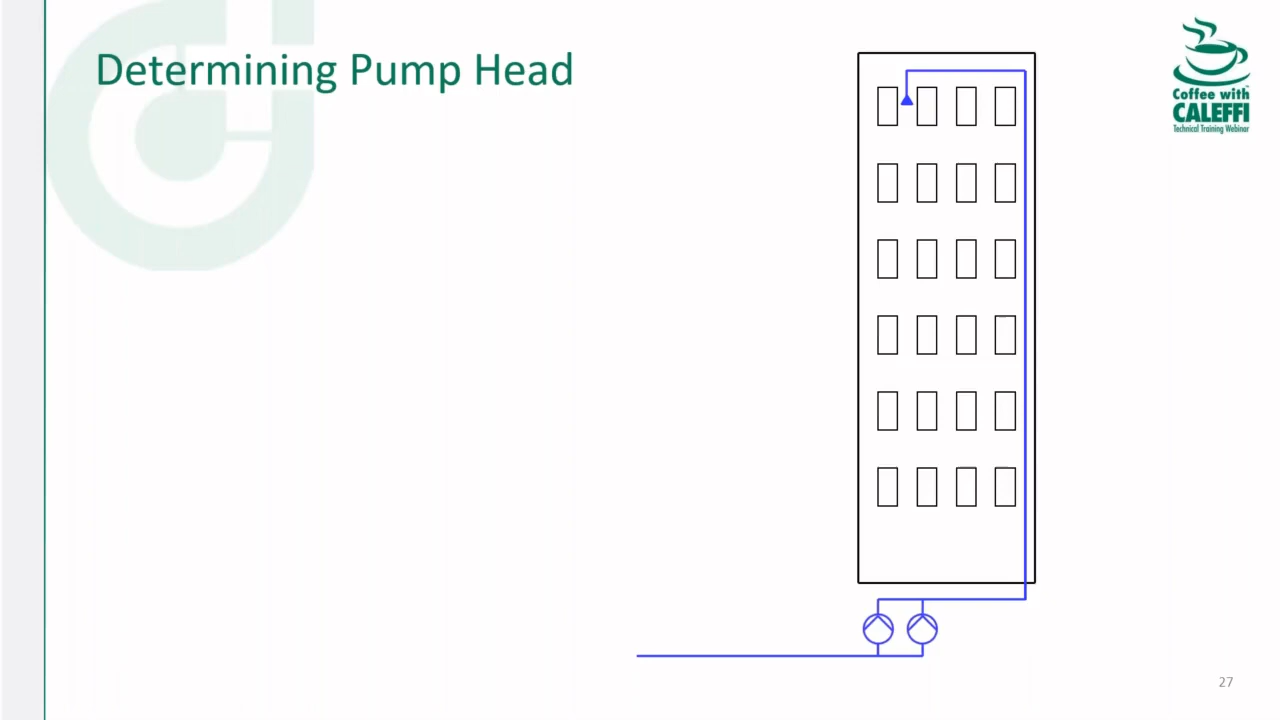 Determining Pump Head
Coffee with
CALEFFI
Technical Training Webinar
27